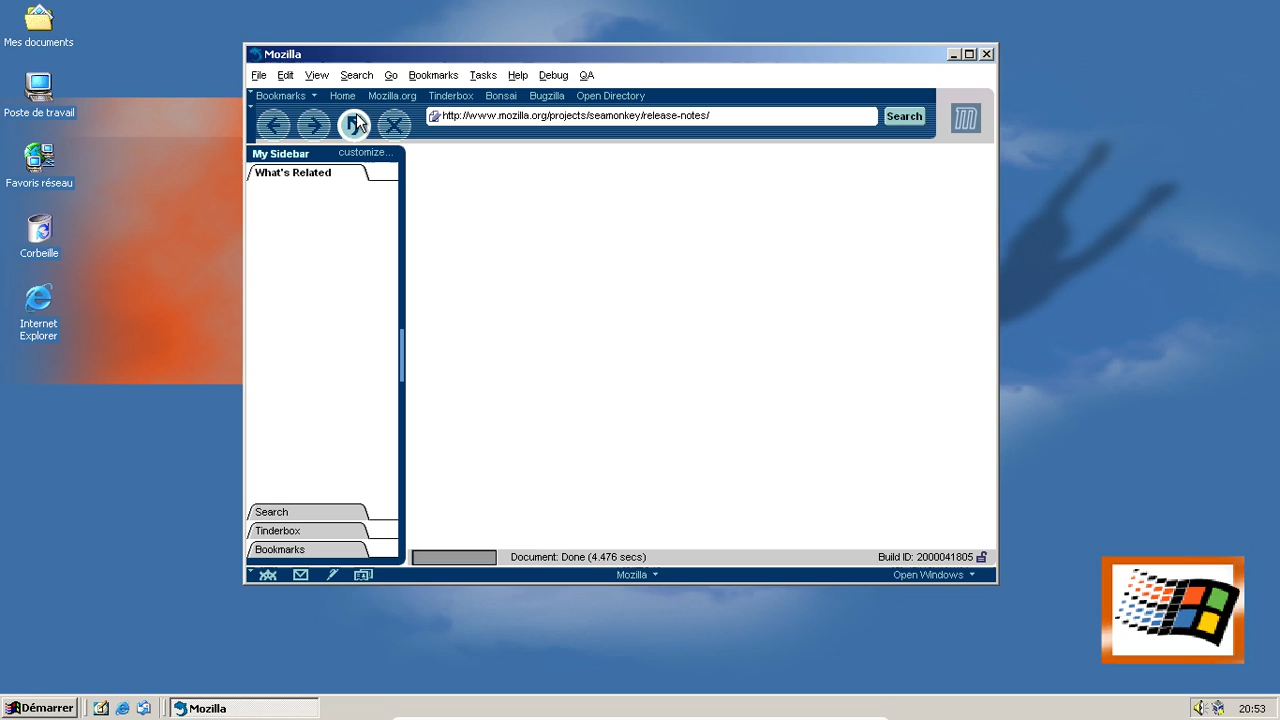 Mes documents
Poste de travail
Favoris réseau
Corbeille
Internet
Explorer
Mozilla
File Edit View Search Go Bookmarks Tasks Help Debug QA
Bookmarks Home Mozilla.org Tinderbox Bonsai Bugzilla Open Directory
http://www.mozilla.org/projects/seamonkey/release-notes/ Search
My Sidebar customize...
What's Related
Search
Tinderbox
Bookmarks
Document: Done (4.476 secs) Build ID: 2000041805
Mozilla Open Windows
Démarrer Mozilla 20:53